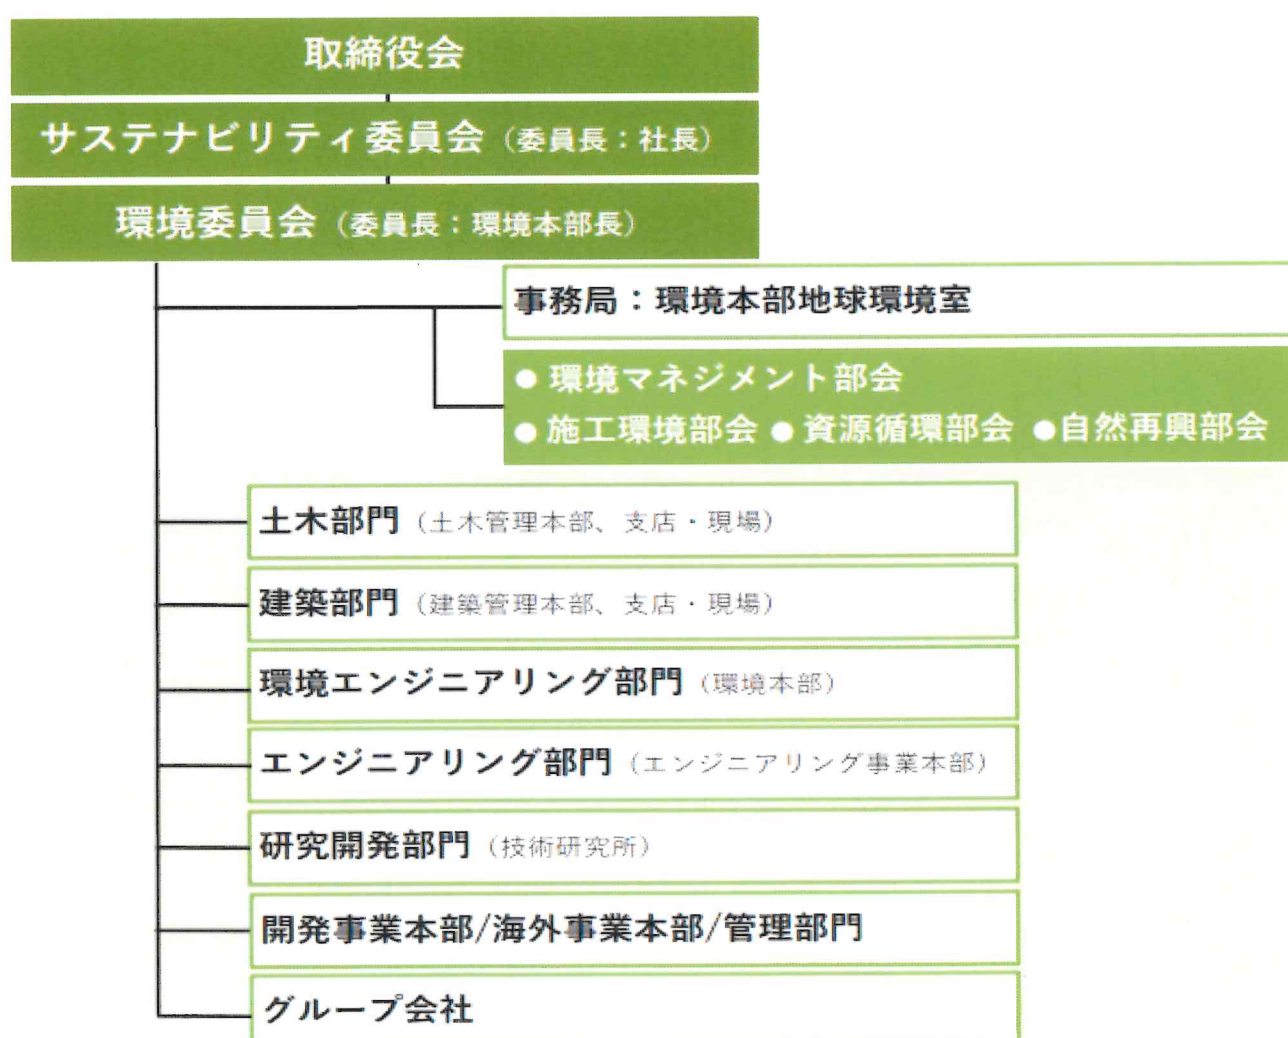 取締役会
サステナビリティ委員会（委員長：社長）
環境委員会（委員長：環境本部長）
事務局：環境本部地球環境室
● 環境マネジメント部会
● 施工環境部会 ● 資源循環部会 ●自然再興部会
土木部門（土木管理本部、支店・現場）
建築部門（建築管理本部、支店・現場）
環境エンジニアリング部門（環境本部）
エンジニアリング部門（エンジニアリング事業本部）
研究開発部門（技術研究所）
開発事業本部/海外事業本部/管理部門
グループ会社